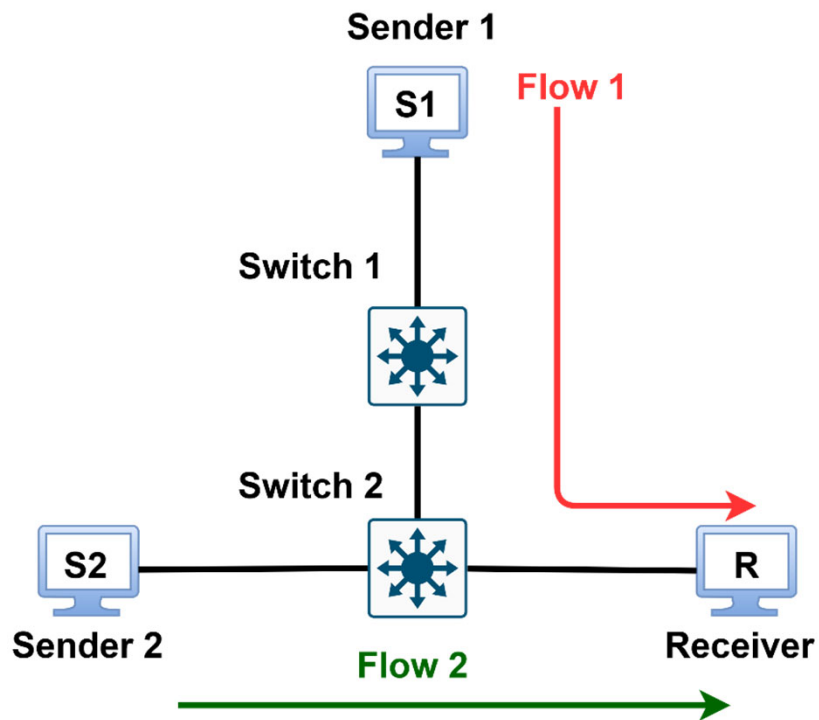 Sender 1
S1
Flow 1
Switch 1
Switch 2
S2
R
Sender 2
Receiver
Flow 2